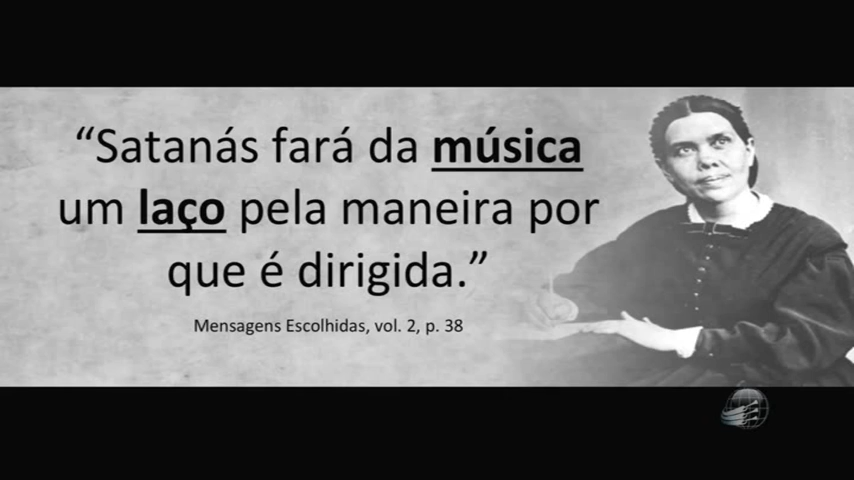 “Satanás fará da música
um laço pela maneira por
que é dirigida.”
Mensagens Escolhidas, vol. 2, p. 38